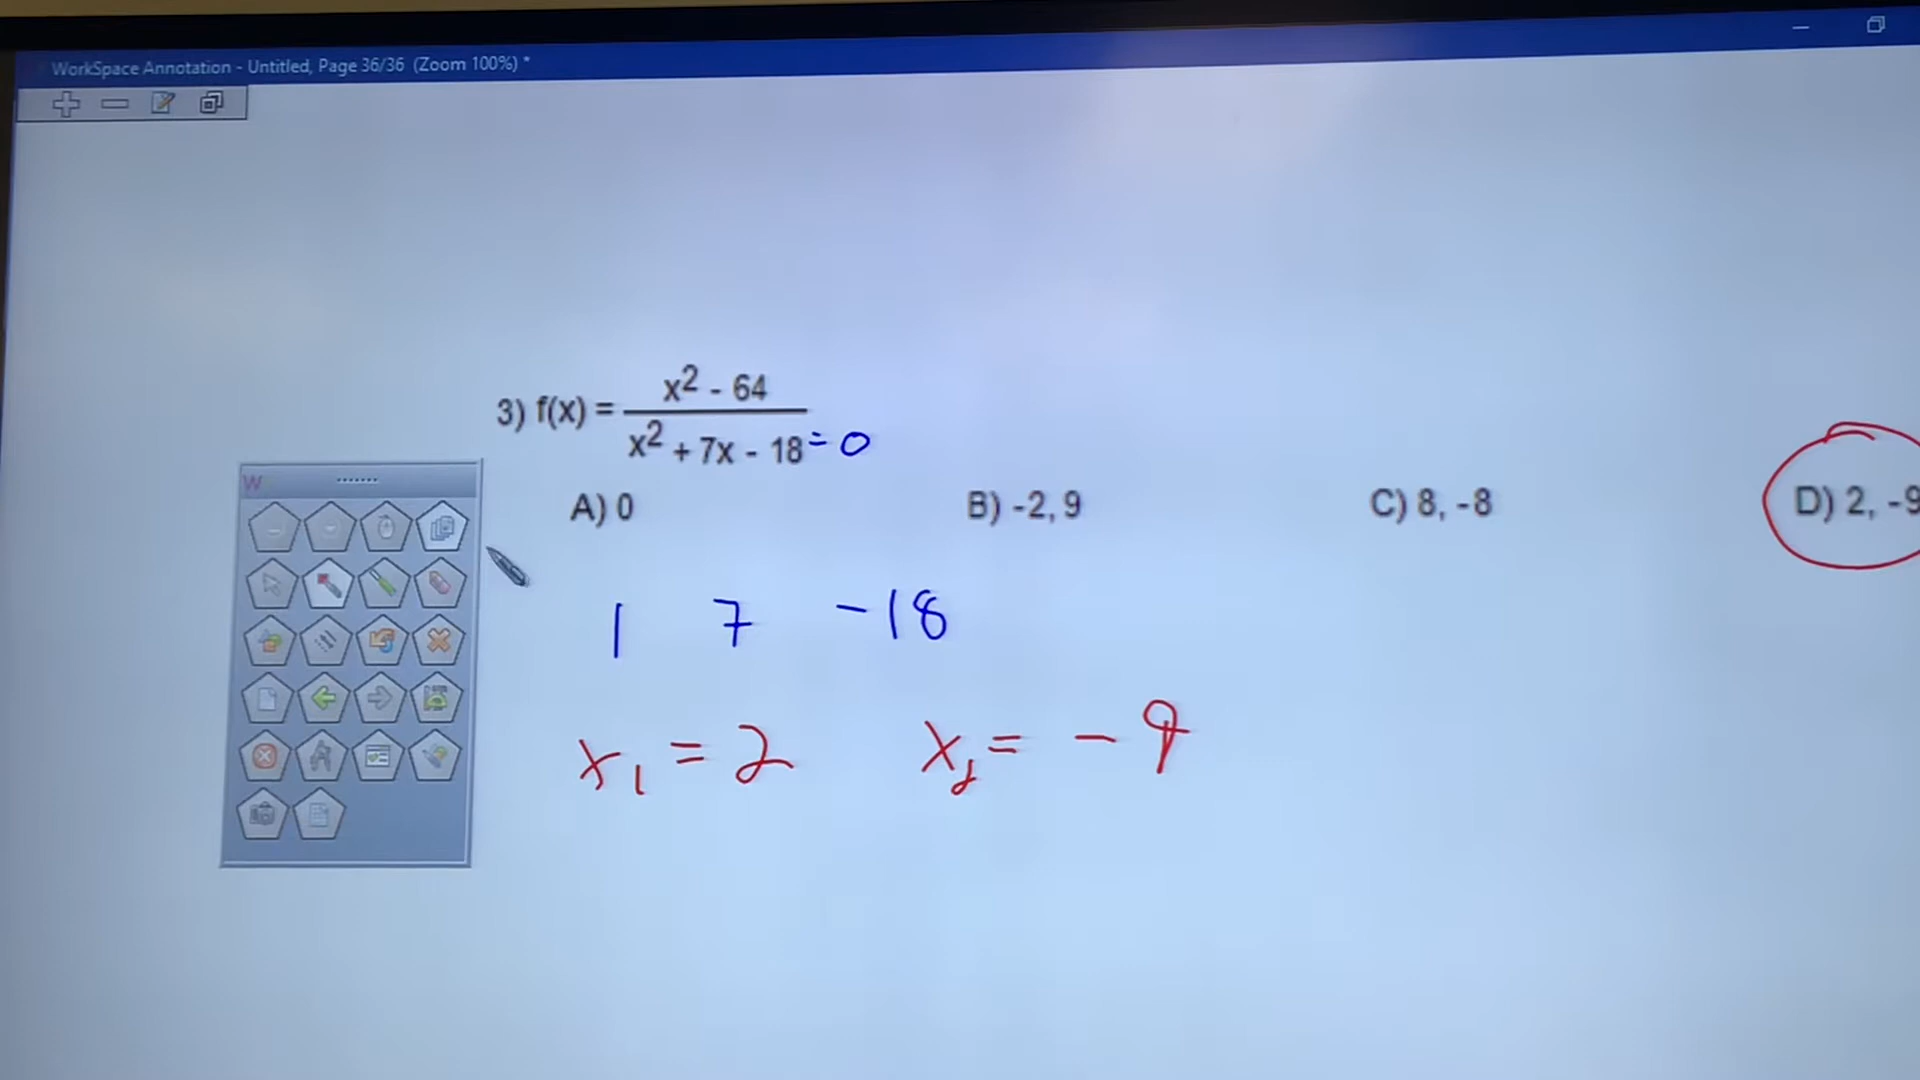 WorkSpace Annotation - Untitled, Page 36/36 (Zoom 100%) *
3) f(x) = x² - 64
x² + 7x - 18 = 0
W
A) 0 B) -2, 9 C) 8, -8 D) 2, -9
1 7 -18
x₁ = 2 x₂ = -9